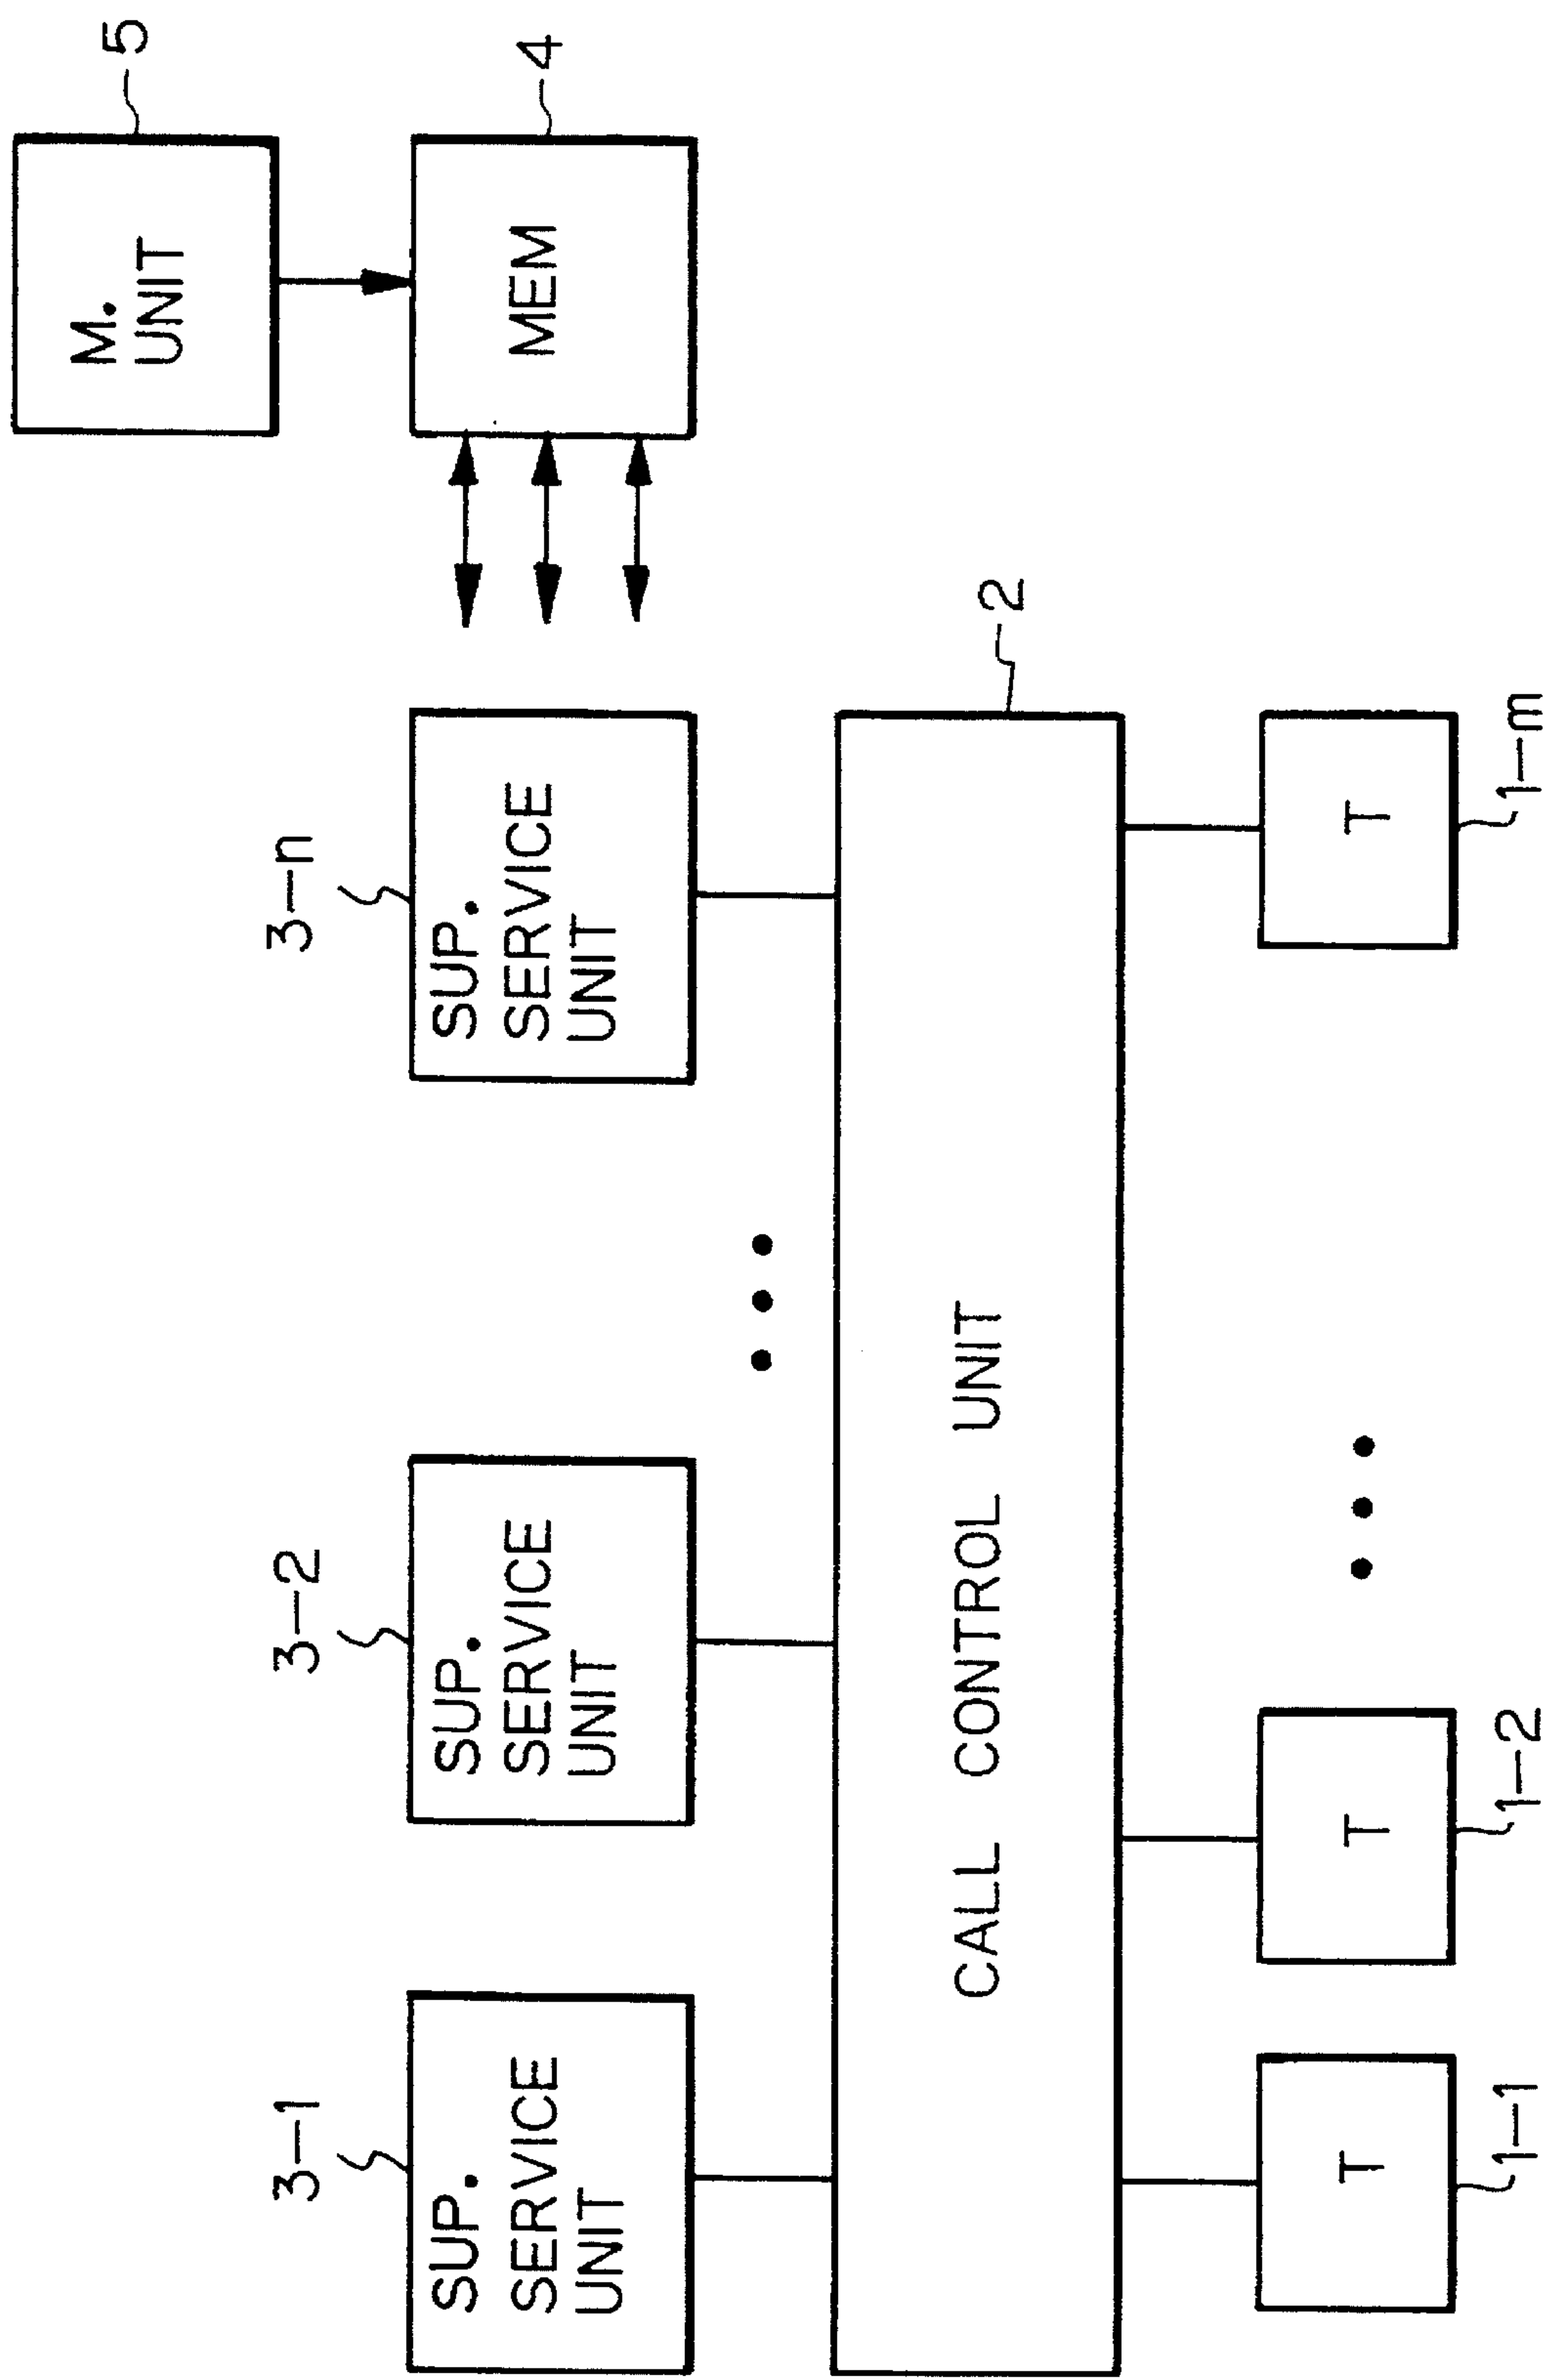 5
M.
UNIT
3-1
3-2
3-n
4
SUP.
SERVICE
UNIT
SUP.
SERVICE
UNIT
SUP.
SERVICE
UNIT
MEM
2
CALL CONTROL UNIT
T
T
T
1-1
1-2
1-m